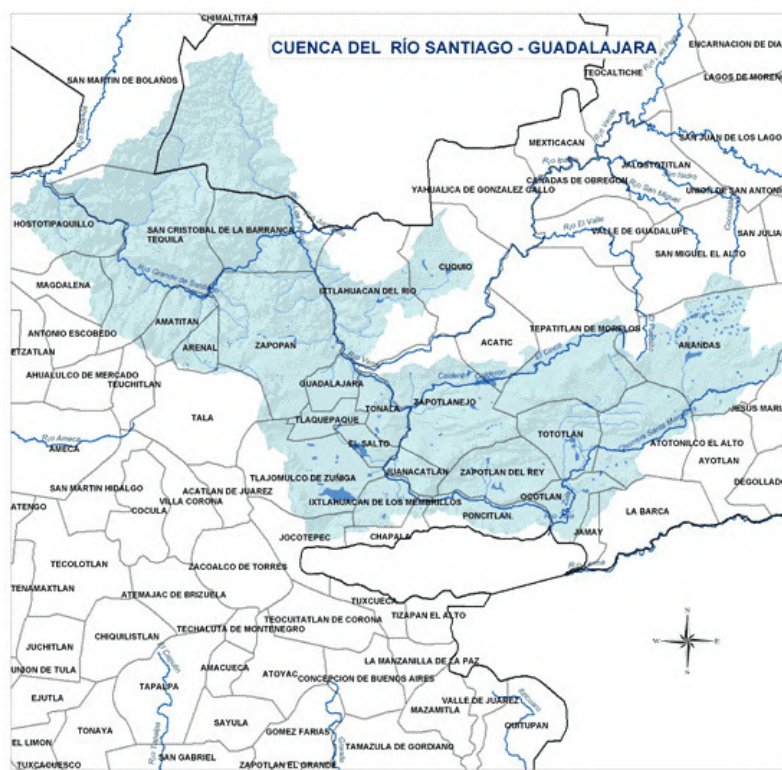 CHIMALTITAN
CUENCA DEL RÍO SANTIAGO - GUADALAJARA
ENCARNACION DE DIA
TEOCALTICHE
SAN MARTIN DE BOLAÑOS
LAGOS DE MORENO
Río Bolaños
MEXTICACAN
Río Verde
SAN JUAN DE LOS LAGO
JALOSTOTITLAN
San Isidro
CAÑADAS DE OBREGON
YAHUALICA DE GONZALEZ GALLO
Río San Miguel
UNION DE SAN ANTONIO
HOSTOTIPAQUILLO
SAN CRISTOBAL DE LA BARRANCA
TEQUILA
Río El Valle
VALLE DE GUADALUPE
SAN JULIA
SAN MIGUEL EL ALTO
CUQUIO
Río Grande de Santiago
MAGDALENA
IXTLAHUACAN DEL RIO
AMATITAN
TEPATITLAN DE MORELOS
ANTONIO ESCOBEDO
ACATIC
ARANDAS
ETZATLAN
ARENAL
ZAPOPAN
AHUALULCO DE MERCADO
TEUCHITLAN
GUADALAJARA
Calderón
ZAPOTLANEJO
TONALA
JESUS MARIA
TALA
TLAQUEPAQUE
TOTOTLAN
Río Ameca
AMECA
EL SALTO
ATOTONILCO EL ALTO
AYOTLAN
JUANACATLAN
ZAPOTLAN DEL REY
TLAJOMULCO DE ZUÑIGA
DEGOLLADO
SAN MARTIN HIDALGO
ACATLAN DE JUAREZ
VILLA CORONA
OCOTLAN
IXTLAHUACAN DE LOS MEMBRILLOS
ATENGO
COCULA
LA BARCA
PONCITLAN
JAMAY
JOCOTEPEC
CHAPALA
TECOLOTLAN
ZACOALCO DE TORRES
TENAMAXTLAN
ATEMAJAC DE BRIZUELA
TUXCUECA
TIZAPAN EL ALTO
TEOCUITATLAN DE CORONA
CHIQUILISTLAN
TECHALUTA DE MONTENEGRO
JUCHITLAN
N
W
E
S
UNION DE TULA
AMACUECA
ATOYAC
LA MANZANILLA DE LA PAZ
CONCEPCION DE BUENOS AIRES
TAPALPA
EJUTLA
VALLE DE JUAREZ
MAZAMITLA
SAYULA
QUITUPAN
TONAYA
GOMEZ FARIAS
EL LIMON
TAMAZULA DE GORDIANO
SAN GABRIEL
TUXCACUESCO
ZAPOTLAN EL GRANDE